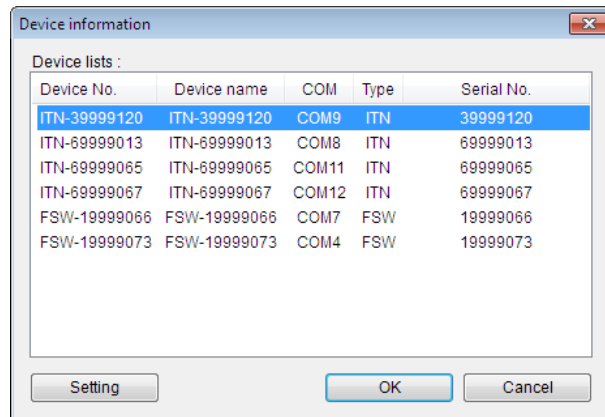 Device information
Device lists :
Device No. Device name COM Type Serial No.
ITN-39999120 ITN-39999120 COM9 ITN 39999120
ITN-69999013 ITN-69999013 COM8 ITN 69999013
ITN-69999065 ITN-69999065 COM11 ITN 69999065
ITN-69999067 ITN-69999067 COM12 ITN 69999067
FSW-19999066 FSW-19999066 COM7 FSW 19999066
FSW-19999073 FSW-19999073 COM4 FSW 19999073
Setting OK Cancel